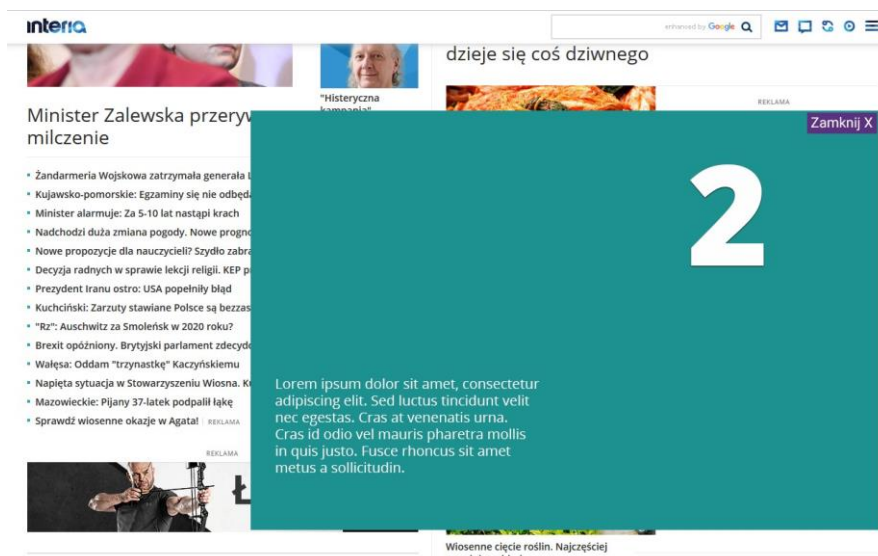 interia
enhanced by Google
dzieje się coś dziwnego
"Histeryczna
kampania"
REKLAMA
Minister Zalewska przeryw
milczenie
Zamknij X
2
Żandarmeria Wojskowa zatrzymała generała
Kujawsko-pomorskie: Egzaminy się nie odbędą
Minister alarmuje: Za 5-10 lat nastąpi krach
Nadchodzi duża zmiana pogody. Nowe progno
Nowe propozycje dla nauczycieli? Szydło zabra
Decyzja radnych w sprawie lekcji religii. KEP
Prezydent Iranu ostro: USA popełniły błąd
Kuchciński: Zarzuty stawiane Polsce są bezzas
"Rz": Auschwitz za Smoleńsk w 2020 roku?
Brexit opóźniony. Brytyjski parlament zdecydo
Wałęsa: Oddam "trzynastkę" Kaczyńskiemu
Napięta sytuacja w Stowarzyszeniu Wiosna.
Mazowieckie: Pijany 37-latek podpalił łąkę
Sprawdź wiosenne okazje w Agata! REKLAMA
Lorem ipsum dolor sit amet, consectetur
adipiscing elit. Sed luctus tincidunt velit
nec egestas. Cras at venenatis urna.
Cras id odio vel mauris pharetra mollis
in quis justo. Fusce rhoncus sit amet
metus a sollicitudin.
REKLAMA
Ł
Wiosenne cięcie roślin. Najczęściej